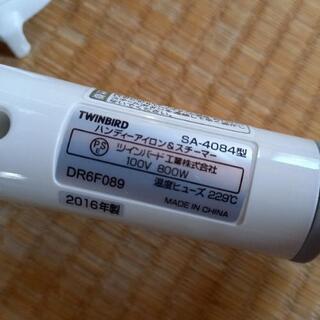 TWINBIRD SA-4084型
ハンディーアイロン&スチーマー
PS ツインバード工業株式会社
100V 800W
DR6F089 温度ヒューズ 229℃
2016年製 MADE IN CHINA